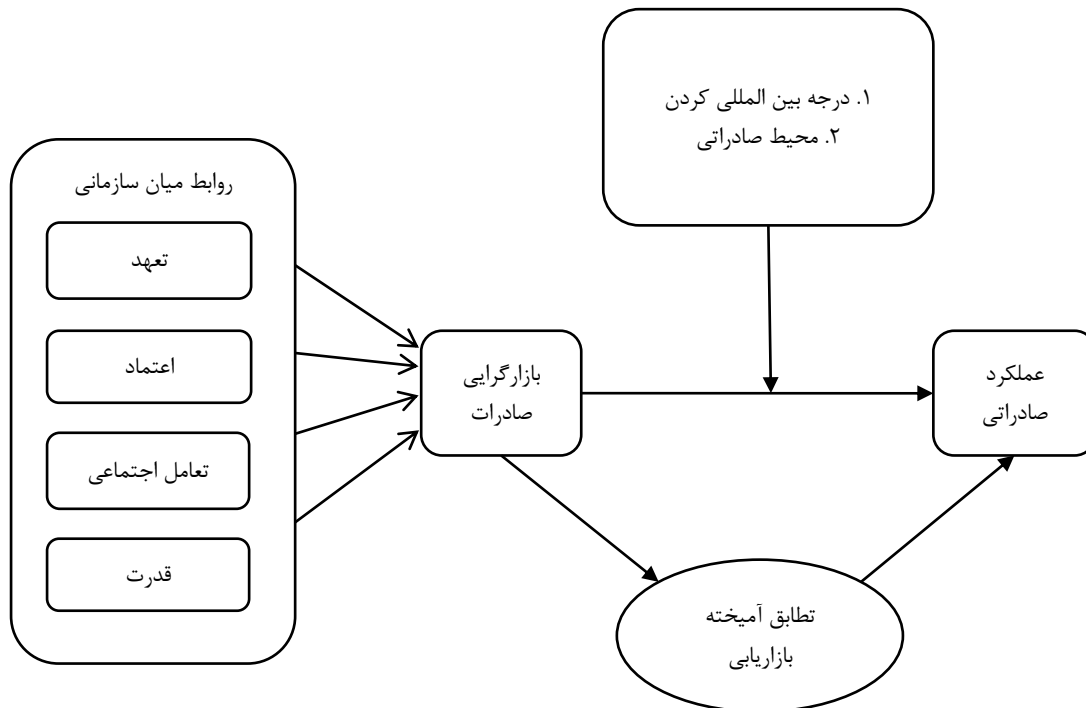 ۱. درجه بین المللی کردن
۲. محیط صادراتی
روابط میان سازمانی
تعهد
اعتماد
تعامل اجتماعی
قدرت
بازارگرایی
صادرات
عملکرد
صادراتی
تطابق آمیخته
بازاریابی